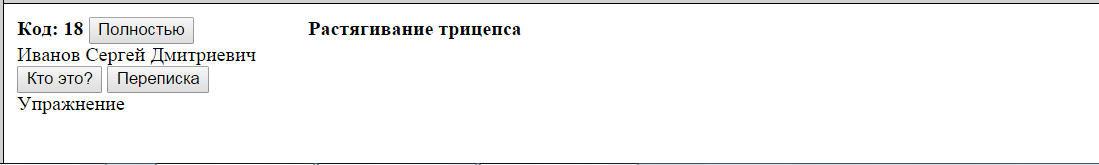 Код: 18 Полностью
Иванов Сергей Дмитриевич
Кто это? Переписка
Упражнение
Растягивание трицепса